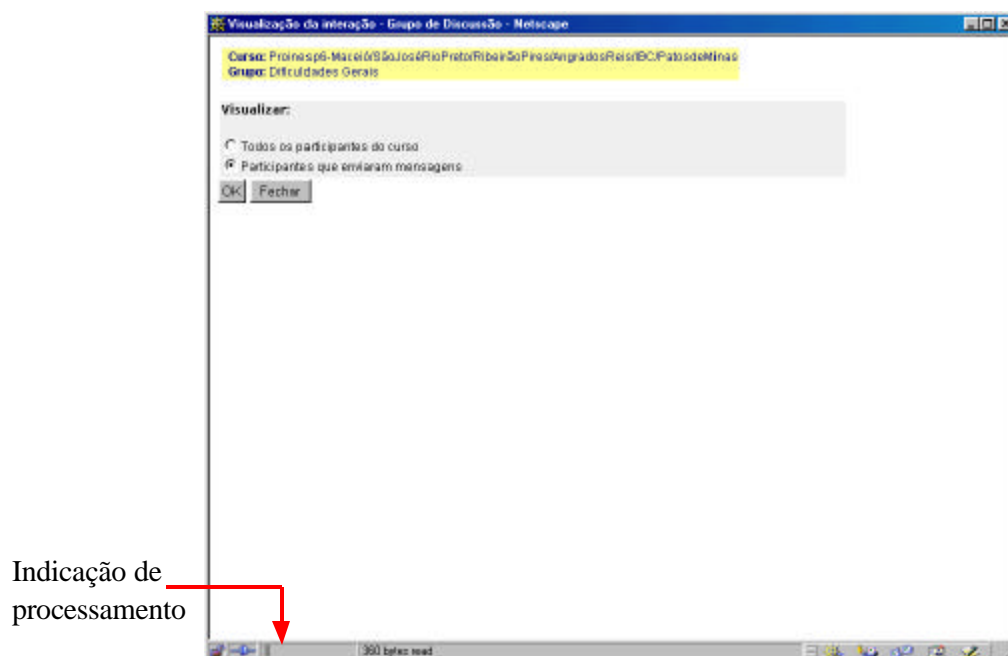 Visualização da interação - Grupo de Discussão - Netscape
Curso: Proinesp6-Maceió/SãoJoséRioPreto/RibeirãoPires/AngradosReis/IBC/PatosdeMinas
Grupo: Dificuldades Gerais
Visualizar:
Todos os participantes do curso
Participantes que enviaram mensagens
OK Fechar
Indicação de
processamento
360 bytes read